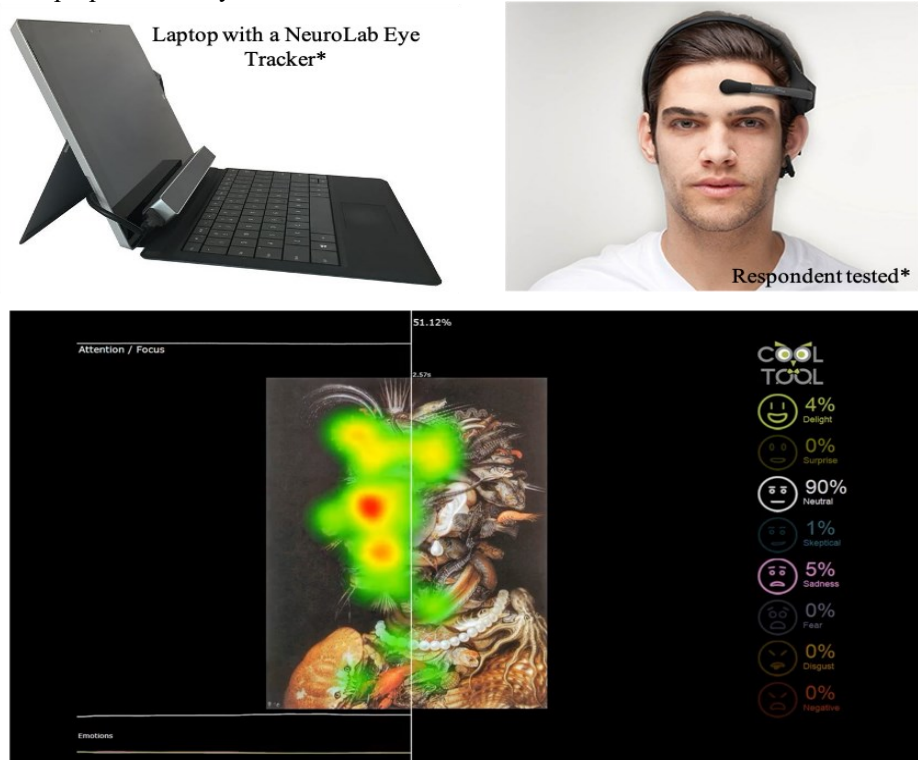 Laptop with a NeuroLab Eye
Tracker*
Respondent tested*
51.12%
Attention / Focus
2.57s
COOL
TOOL
4%
Delight
0%
Surprise
90%
Neutral
1%
Skeptical
5%
Sadness
0%
Fear
0%
Disgust
0%
Negative
Emotions